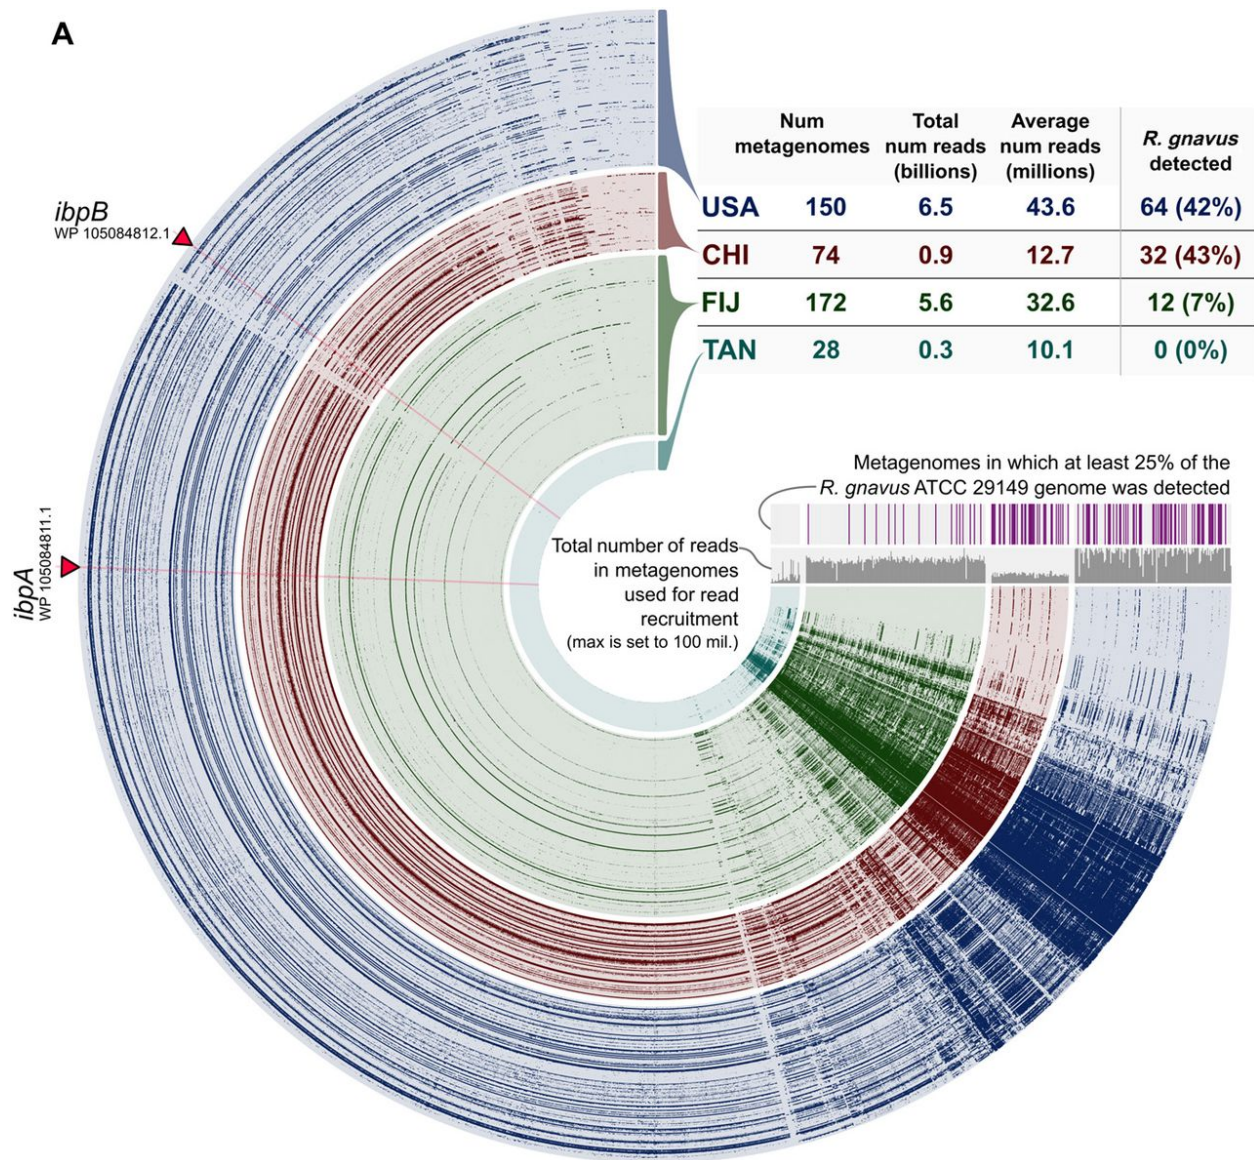 A
Num metagenomes
Total num reads (billions)
Average num reads (millions)
R. gnavus detected
USA 150 6.5 43.6 64 (42%)
CHI 74 0.9 12.7 32 (43%)
FIJ 172 5.6 32.6 12 (7%)
TAN 28 0.3 10.1 0 (0%)
ibpB
WP 105084812.1
ibpA
WP 105084811.1
Metagenomes in which at least 25% of the
R. gnavus ATCC 29149 genome was detected
Total number of reads
in metagenomes
used for read
recruitment
(max is set to 100 mil.)